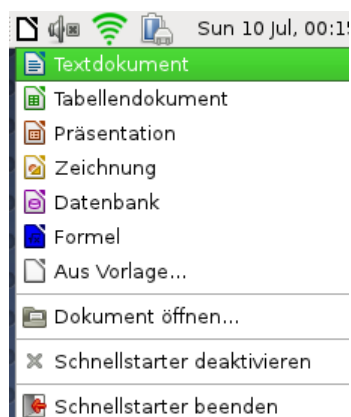 Sun 10 Jul, 00:15
Textdokument
Tabellendokument
Präsentation
Zeichnung
Datenbank
Formel
Aus Vorlage...
Dokument öffnen...
Schnellstarter deaktivieren
Schnellstarter beenden